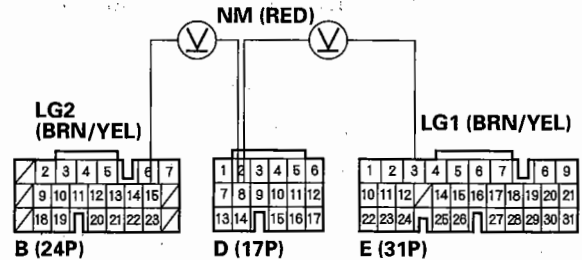 NM (RED)
LG2
(BRN/YEL)
LG1 (BRN/YEL)
2 3 4 5 6 7
9 10 11 12 13 14 15
18 19 20 21 22 23
1 2 3 4 5 6
7 8 9 10 11 12
13 14 15 16 17
1 2 3 4 5 6 7 8 9
10 11 12 14 15 16 17 18 19 20 21
22 23 24 25 26 27 28 29 30 31
B (24P)
D (17P)
E (31P)